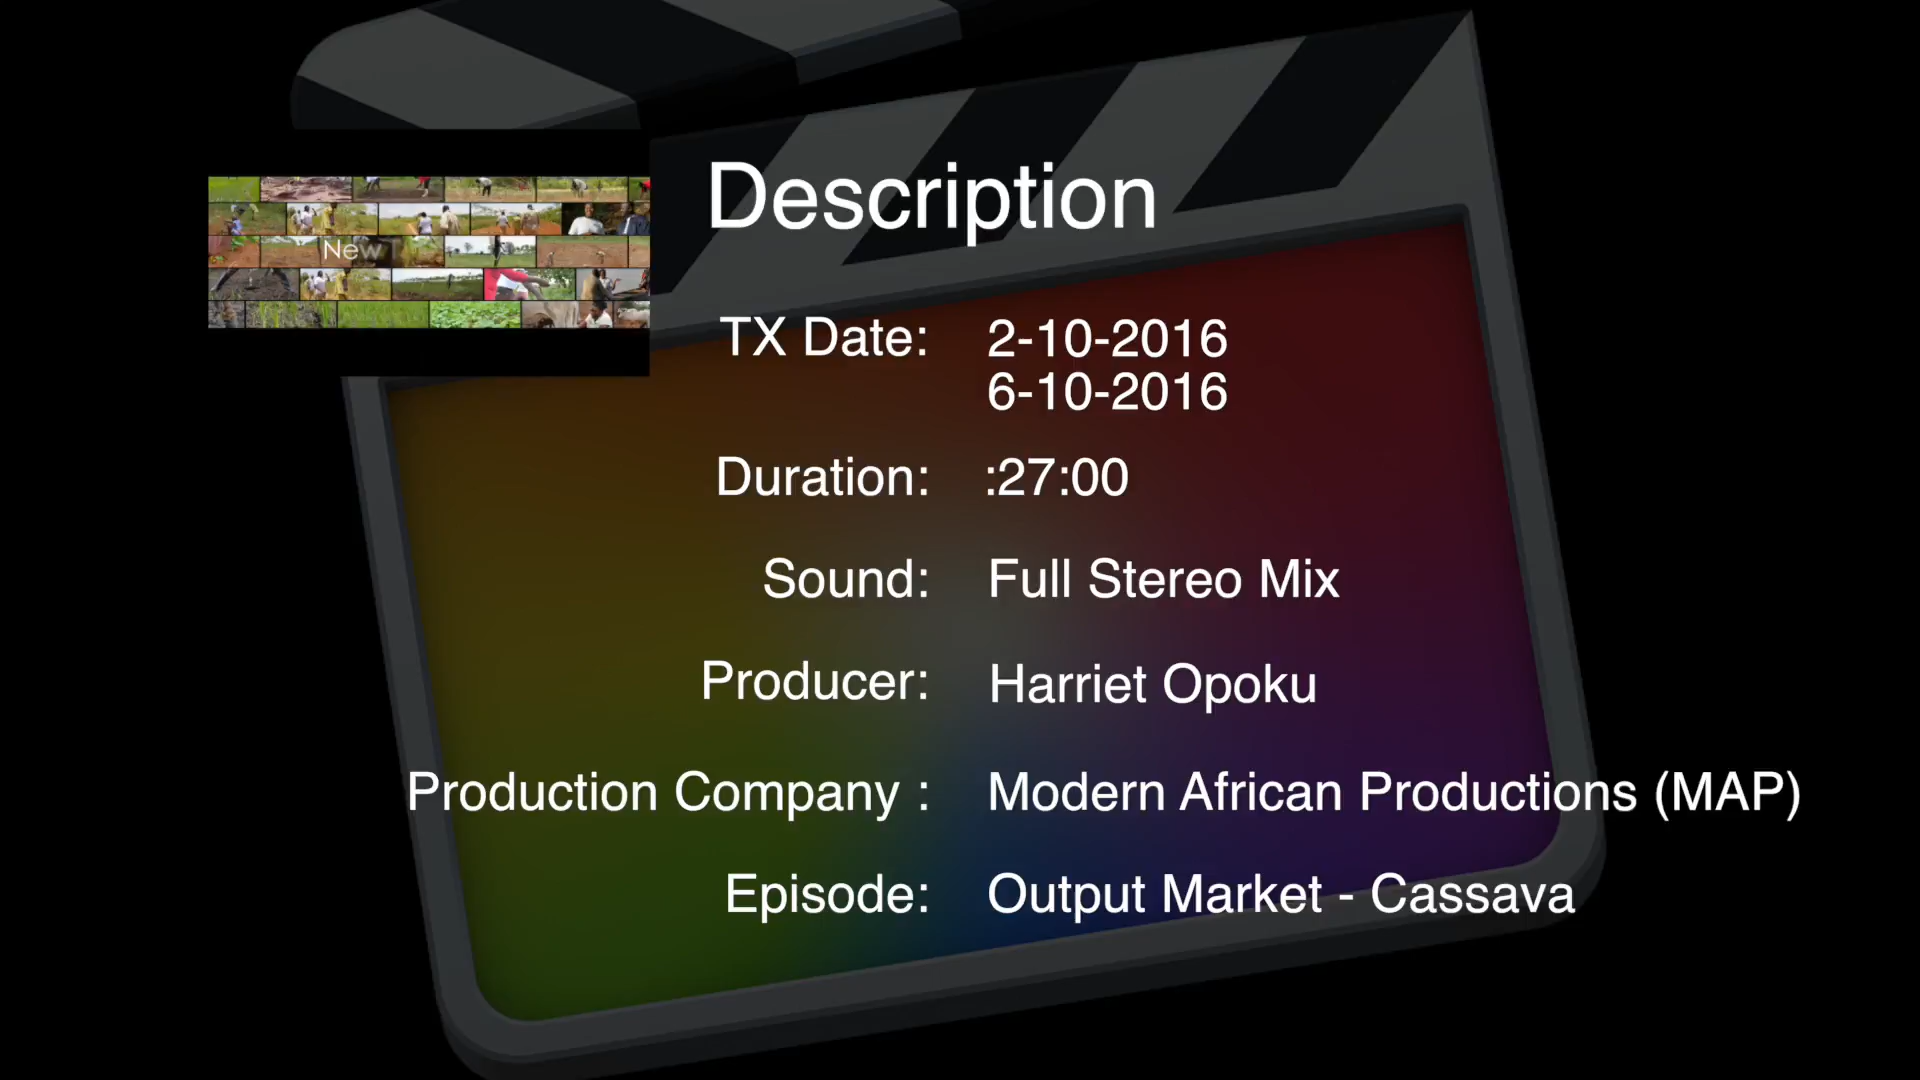 Description
New
TX Date: 2-10-2016
6-10-2016
Duration: :27:00
Sound: Full Stereo Mix
Producer: Harriet Opoku
Production Company : Modern African Productions (MAP)
Episode: Output Market - Cassava